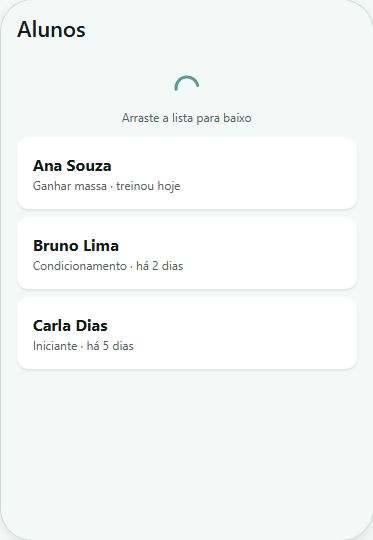 Alunos
Arraste a lista para baixo
Ana Souza
Ganhar massa · treinou hoje
Bruno Lima
Condicionamento · há 2 dias
Carla Dias
Iniciante · há 5 dias